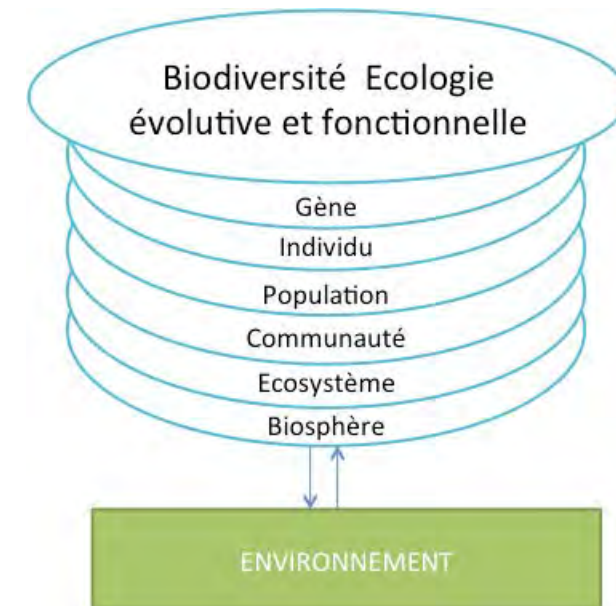 Biodiversité Ecologie
évolutive et fonctionnelle
Gène
Individu
Population
Communauté
Ecosystème
Biosphère
ENVIRONNEMENT